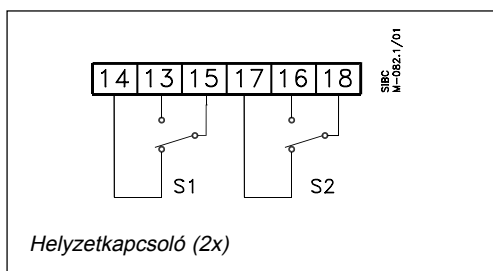 14 13 15 17 16 18
SIBC
M-082.1/01
S1 S2
Helyzetkapcsoló (2x)